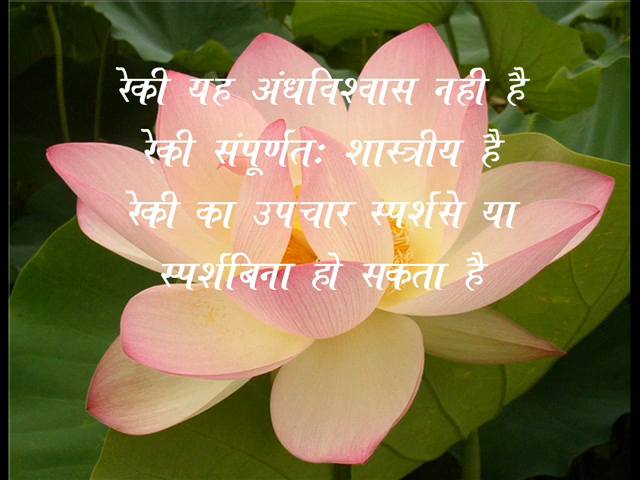 रेकी यह अंधविश्वास नही है
रेकी संपूर्णतः शास्त्रीय है
रेकी का उपचार स्पर्शसे या
स्पर्शबिना हो सकता है